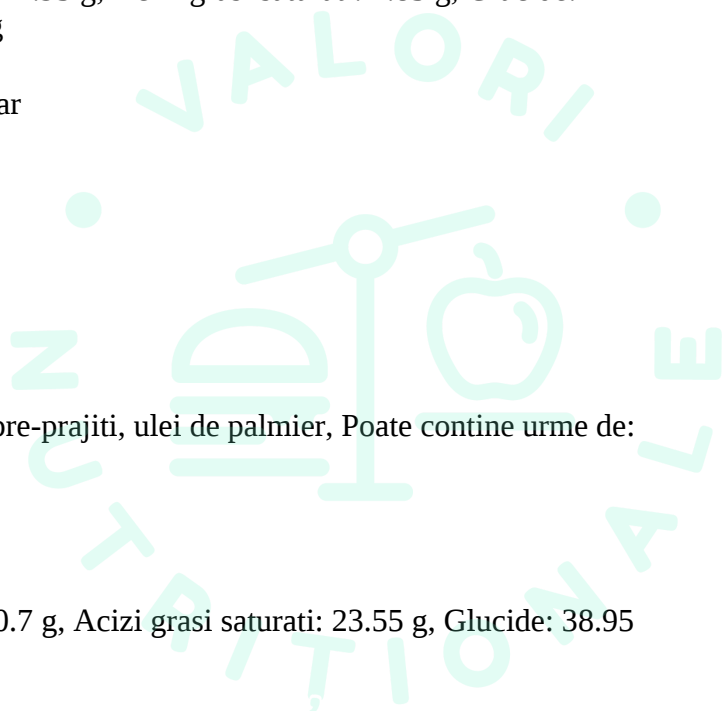 g
ar
pre-prajiti, ulei de palmier, Poate contine urme de:
0.7 g, Acizi grasi saturati: 23.55 g, Glucide: 38.95
VALORI
NUTRITIONALE